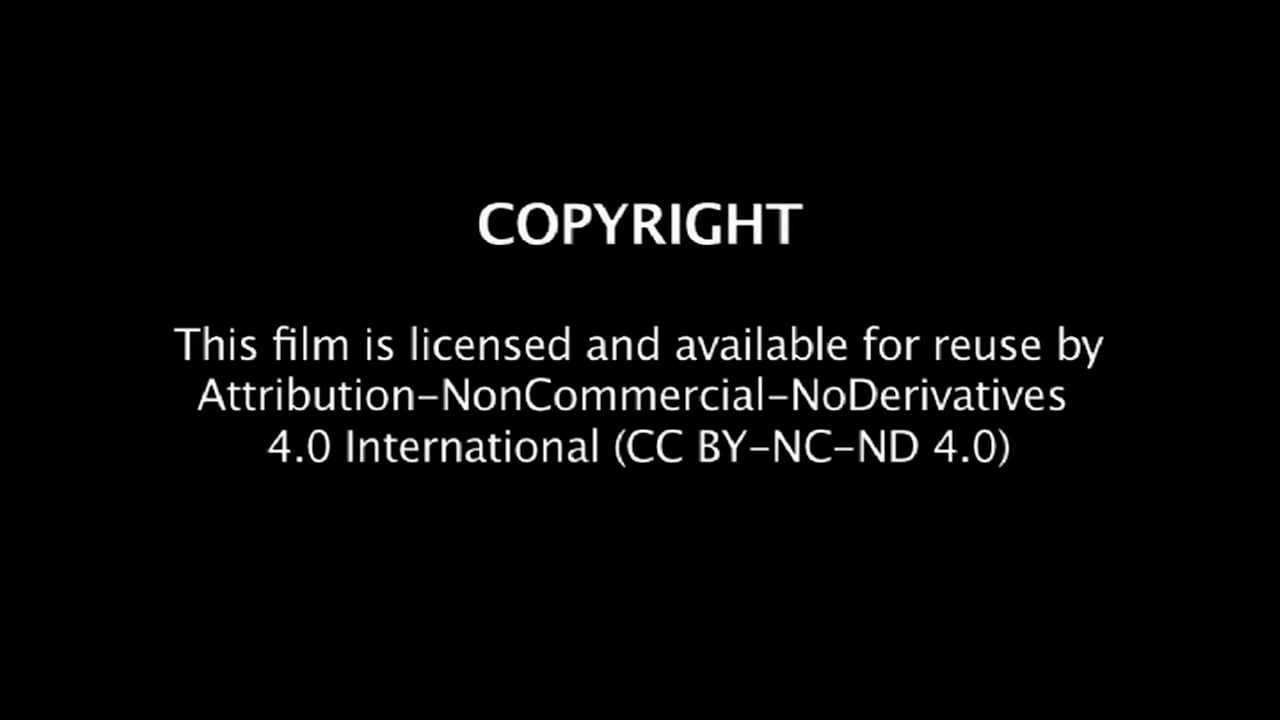 COPYRIGHT
This film is licensed and available for reuse by
Attribution–NonCommercial–NoDerivatives
4.0 International (CC BY–NC–ND 4.0)